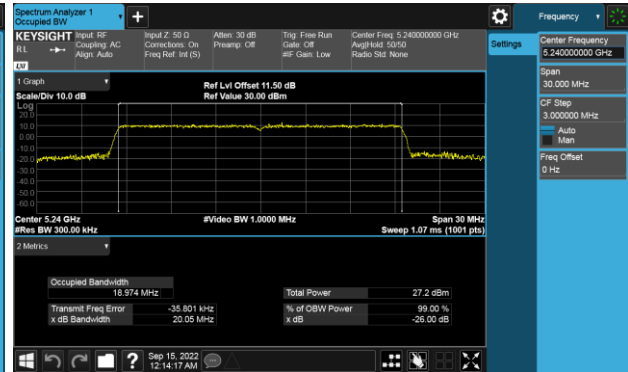 Spectrum Analyzer 1
Occupied BW
Frequency
KEYSIGHT
RL
Input: RF
Coupling: AC
Align: Auto
Input Z: 50 Ω
Corrections: On
Freq Ref: Int (S)
Atten: 30 dB
Preamp: Off
Trig: Free Run
Gate: Off
#IF Gain: Low
Center Freq: 5.240000000 GHz
Avg|Hold: 50/50
Radio Std: None
LXI
Settings
Center Frequency
5.240000000 GHz
Span
30.000 MHz
CF Step
3.000000 MHz
Auto
Man
Freq Offset
0 Hz
1 Graph
Scale/Div 10.0 dB
Ref Lvl Offset 11.50 dB
Ref Value 30.00 dBm
Log
20.0
10.0
0.00
-10.0
-20.0
-30.0
-40.0
-50.0
-60.0
Center 5.24 GHz
#Res BW 300.00 kHz
#Video BW 1.0000 MHz
Span 30 MHz
Sweep 1.07 ms (1001 pts)
2 Metrics
Occupied Bandwidth
18.974 MHz
Total Power 27.2 dBm
Transmit Freq Error -35.801 kHz
% of OBW Power 99.00 %
x dB Bandwidth 20.05 MHz
x dB -26.00 dB
?
Sep 15, 2022
12:14:17 AM